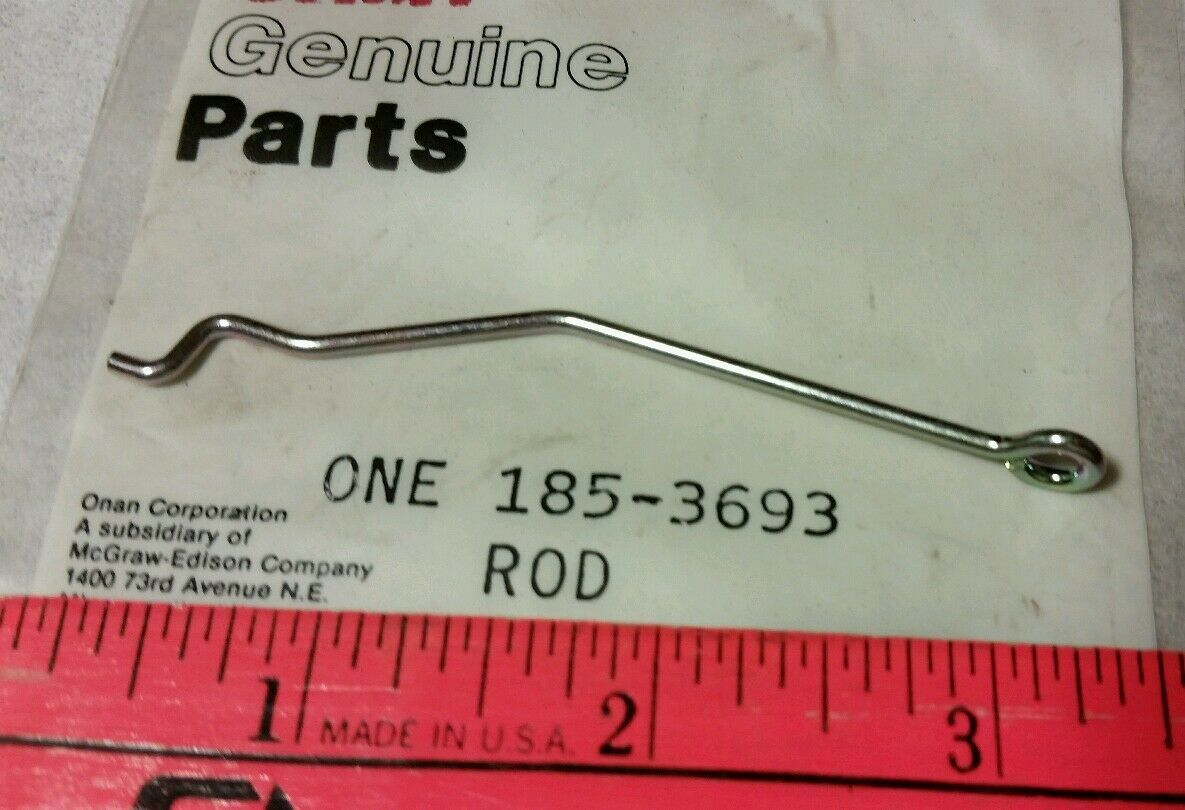 Genuine
Parts
ONE 185-3693
ROD
Onan Corporation
A subsidiary of
McGraw-Edison Company
1400 73rd Avenue N.E.
1 2 3
MADE IN U.S.A.